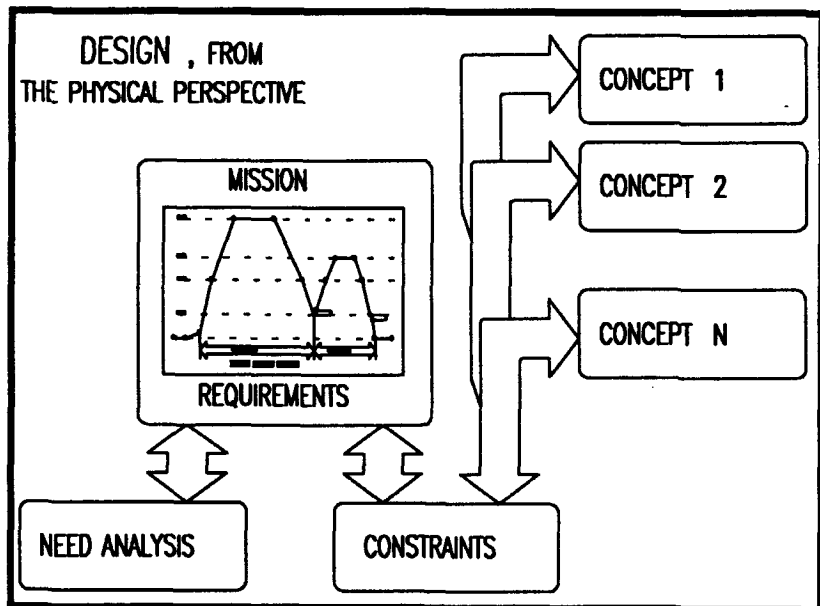 DESIGN , FROM
THE PHYSICAL PERSPECTIVE
MISSION
REQUIREMENTS
NEED ANALYSIS
CONSTRAINTS
CONCEPT 1
CONCEPT 2
CONCEPT N